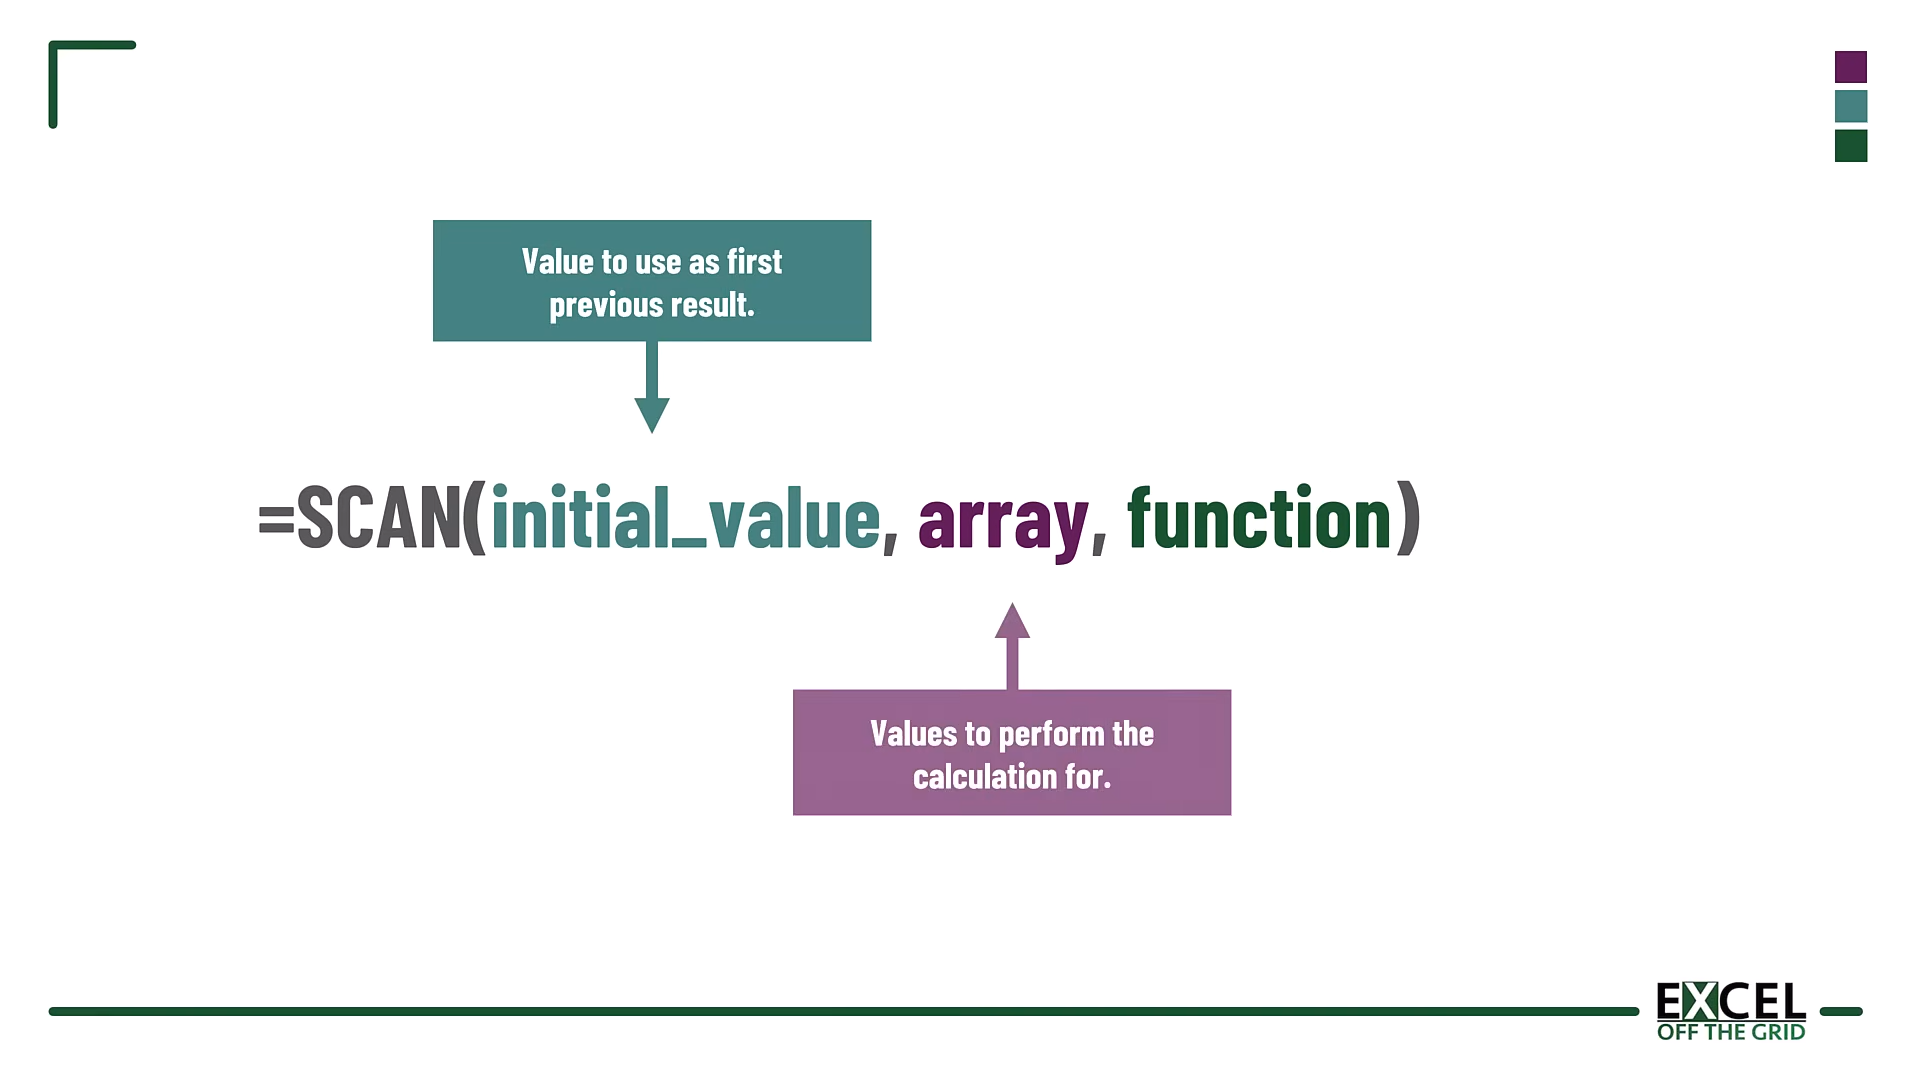 Value to use as first
previous result.
=SCAN(initial_value, array, function)
Values to perform the
calculation for.
EXCEL
OFF THE GRID